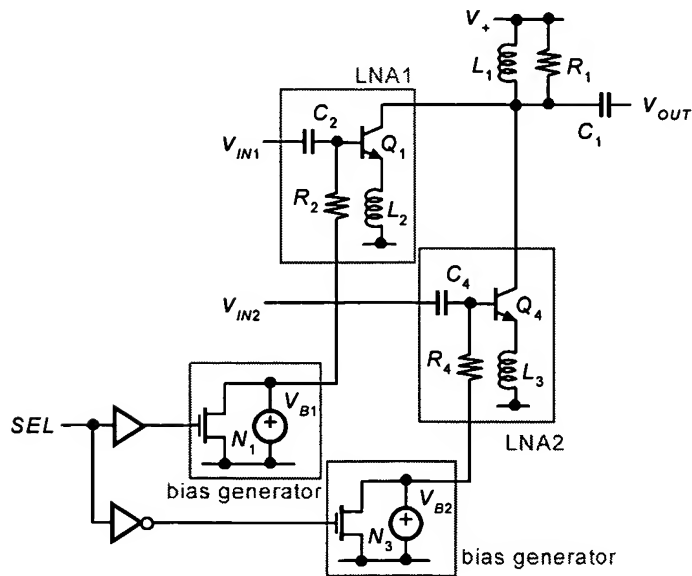 V+
L1
R1
LNA1
C2
VIN1
Q1
C1
VOUT
R2
L2
C4
VIN2
Q4
R4
L3
SEL
N1
VB1
LNA2
bias generator
N3
VB2
bias generator